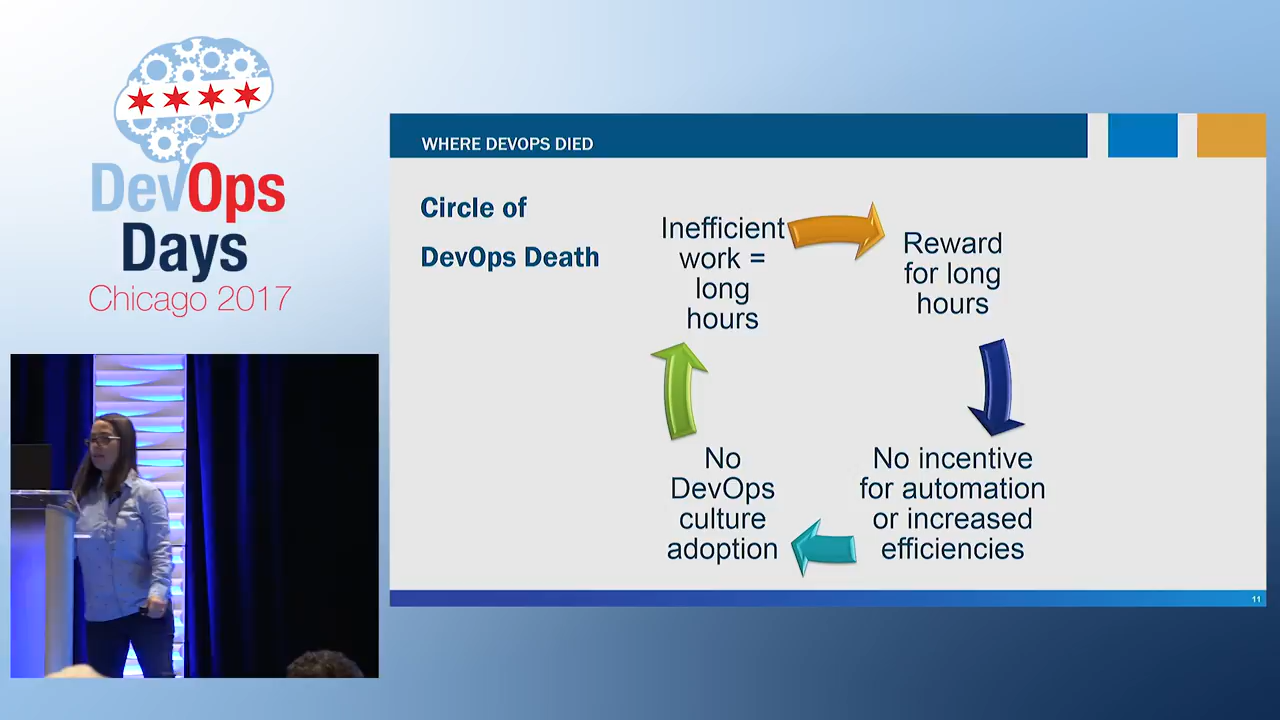 DevOps
Days
Chicago 2017
WHERE DEVOPS DIED
Circle of
DevOps Death
Inefficient
work =
long
hours
Reward
for long
hours
No incentive
for automation
or increased
efficiencies
No
DevOps
culture
adoption
11